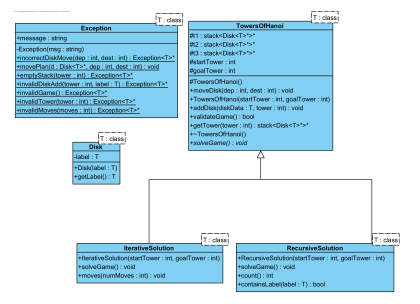 T : class
Exception
+message : string
-Exception(msg : string)
+incorrectDiskMove(dep : int, dest : int) : Exception<T>*
+movePlan(d : Disk<T>*, dep : int, dest : int) : void
+emptyStack(tower : int) : Exception<T>*
+invalidDiskAdd(tower : int, label : T) : Exception<T>*
+invalidGame() : Exception<T>*
+invalidTower(tower : int) : Exception<T>*
+invalidMoves(moves : int) : Exception<T>*
T : class
TowersOfHanoi
#t1 : stack<Disk<T>*>*
#t2 : stack<Disk<T>*>*
#t3 : stack<Disk<T>*>*
#startTower : int
#goalTower : int
#TowersOfHanoi()
+moveDisk(dep : int, dest : int) : void
+TowersOfHanoi(startTower : int, goalTower : int)
+addDisk(diskData : T, tower : int) : void
+validateGame() : bool
+getTower(tower : int) : stack<Disk<T>*>*
+~TowersOfHanoi()
+solveGame() : void
T : class
Disk
-label : T
+Disk(label : T)
+getLabel() : T
T : class
IterativeSolution
+IterativeSolution(startTower : int, goalTower : int)
+solveGame() : void
+moves(numMoves : int) : void
T : class
RecursiveSolution
+RecursiveSolution(startTower : int, goalTower : int)
+solveGame() : void
+count() : int
+containsLabel(label : T) : bool